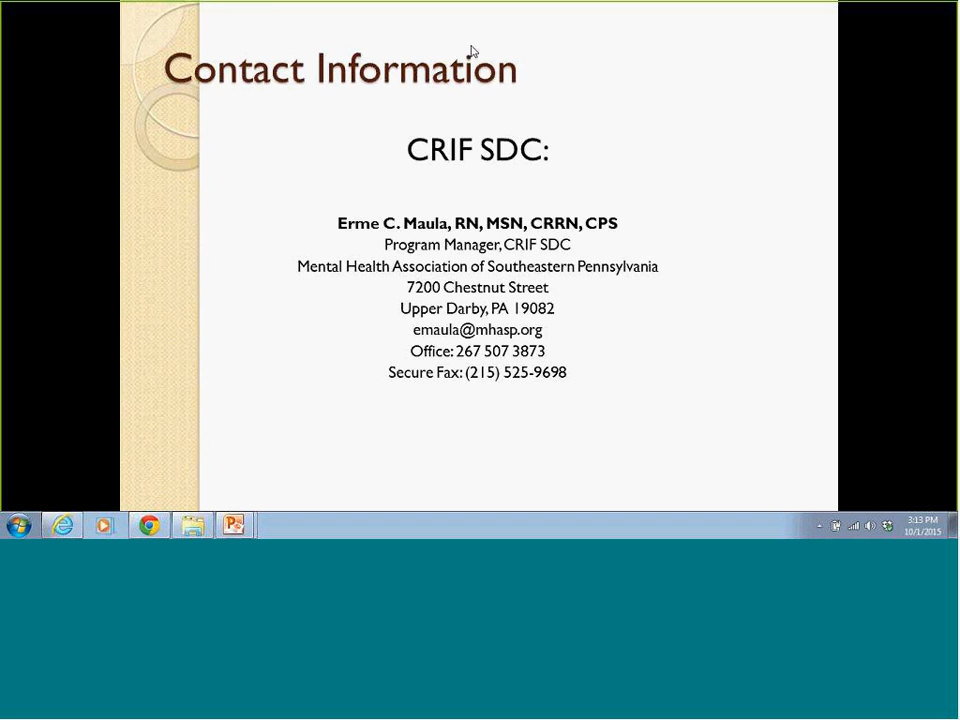 Contact Information
CRIF SDC:
Erme C. Maula, RN, MSN, CRRN, CPS
Program Manager, CRIF SDC
Mental Health Association of Southeastern Pennsylvania
7200 Chestnut Street
Upper Darby, PA 19082
emaula@mhasp.org
Office: 267 507 3873
Secure Fax: (215) 525-9698
3:13 PM
10/1/2015